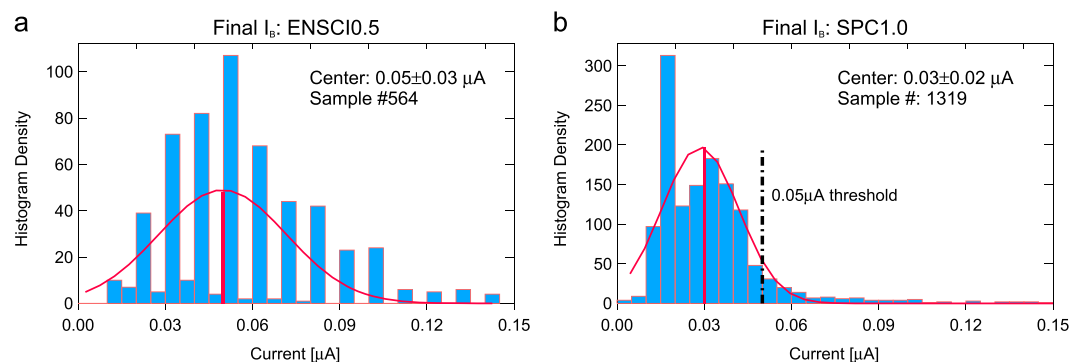 a
Final I_B: ENSCI0.5
Center: 0.05±0.03 μA
Sample #564
Histogram Density
100
80
60
40
20
0
0.00 0.03 0.06 0.09 0.12 0.15
Current [μA]
b
Final I_B: SPC1.0
Center: 0.03±0.02 μA
Sample #: 1319
0.05μA threshold
Histogram Density
300
250
200
150
100
50
0
0.00 0.03 0.06 0.09 0.12 0.15
Current [μA]